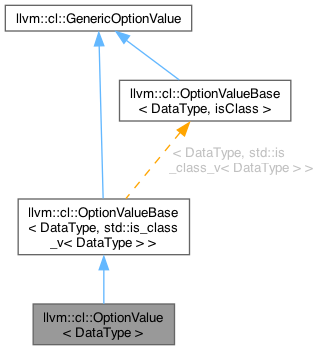 llvm::cl::GenericOptionValue
llvm::cl::OptionValueBase
< DataType, isClass >
< DataType, std::is
_class_v< DataType > >
llvm::cl::OptionValueBase
< DataType, std::is_class
_v< DataType > >
llvm::cl::OptionValue
< DataType >